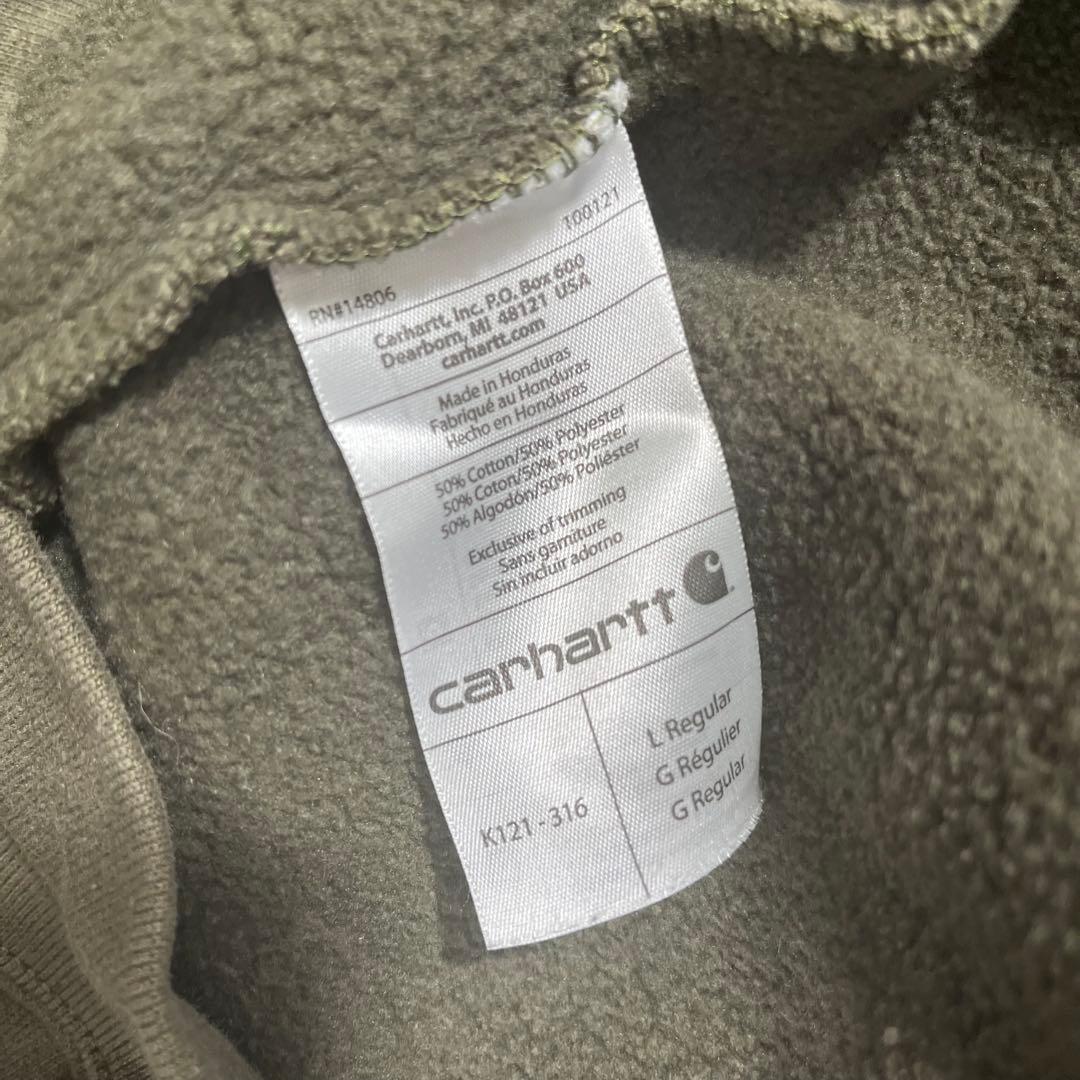 100121
RN#14806
Carhartt, Inc. P.O. Box 600
Dearborn, MI 48121 USA
carhartt.com
Made in Honduras
Fabriqué au Honduras
Hecho en Honduras
50% Cotton/50% Polyester
50% Coton/50% Polyester
50% Algodón/50% Poliéster
Exclusive of trimming
Sans garniture
Sin incluir adorno
carhartt
K121 - 316
L Regular
G Régulier
G Regular